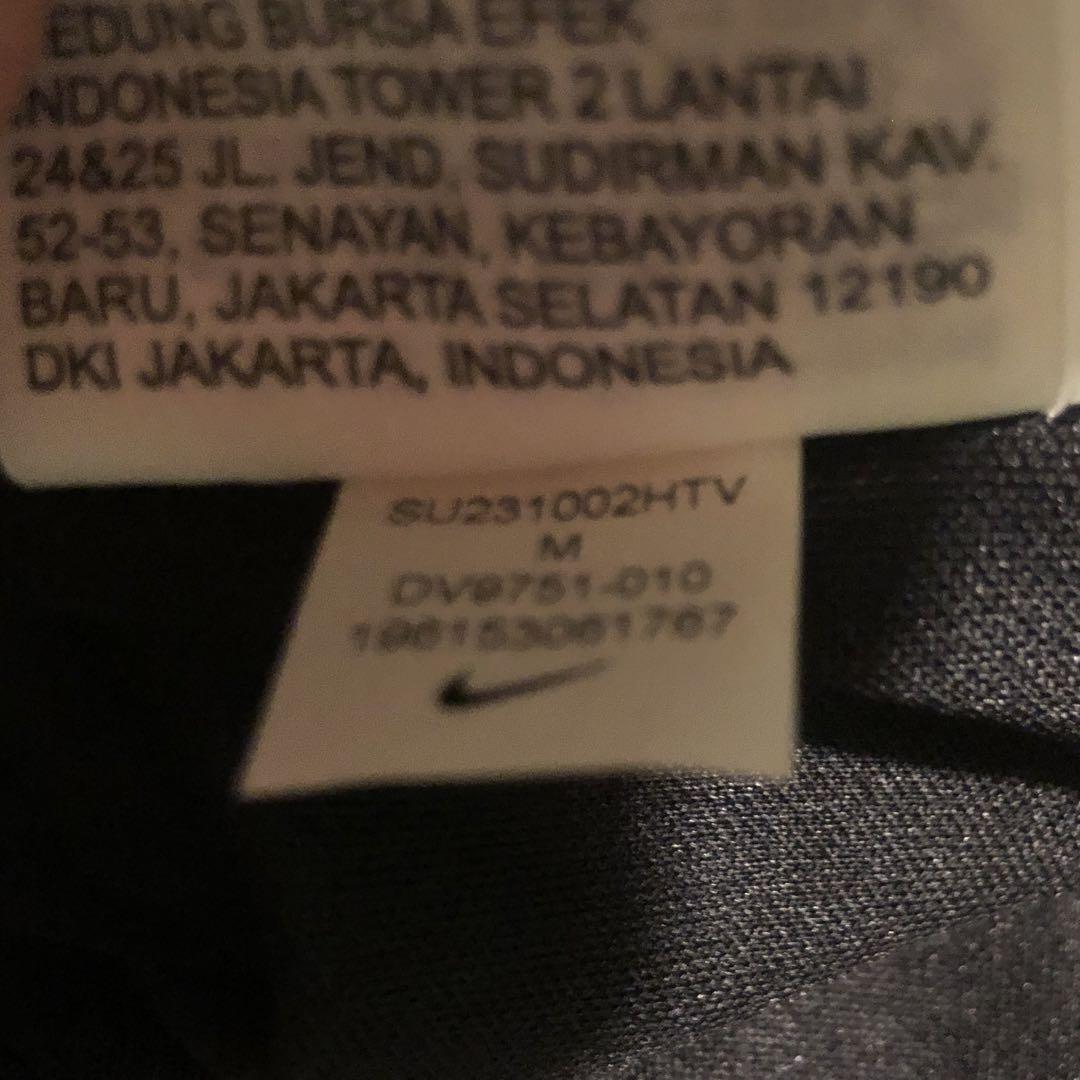 EDUNG BURSA EFEK
INDONESIA TOWER 2 LANTAI
24&25 JL. JEND. SUDIRMAN KAV.
52-53, SENAYAN, KEBAYORAN
BARU, JAKARTA SELATAN 12190
DKI JAKARTA, INDONESIA
SU231002HTV
M
DV9751-010